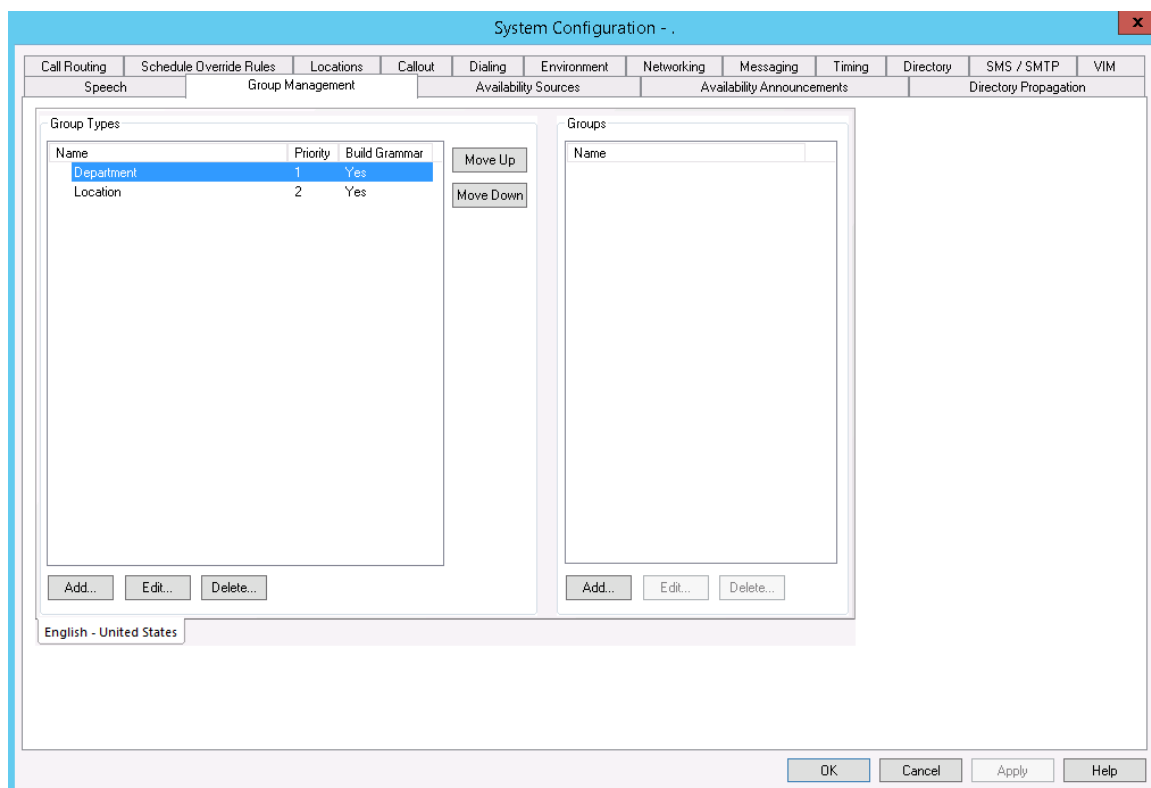 System Configuration - .
x
Call Routing Schedule Override Rules Locations Callout Dialing Environment Networking Messaging Timing Directory SMS / SMTP VIM
Speech Group Management Availability Sources Availability Announcements Directory Propagation
Group Types Groups
Name Priority Build Grammar Move Up Name
Department 1 Yes
Location 2 Yes Move Down
Add... Edit... Delete... Add... Edit... Delete...
English - United States
OK Cancel Apply Help